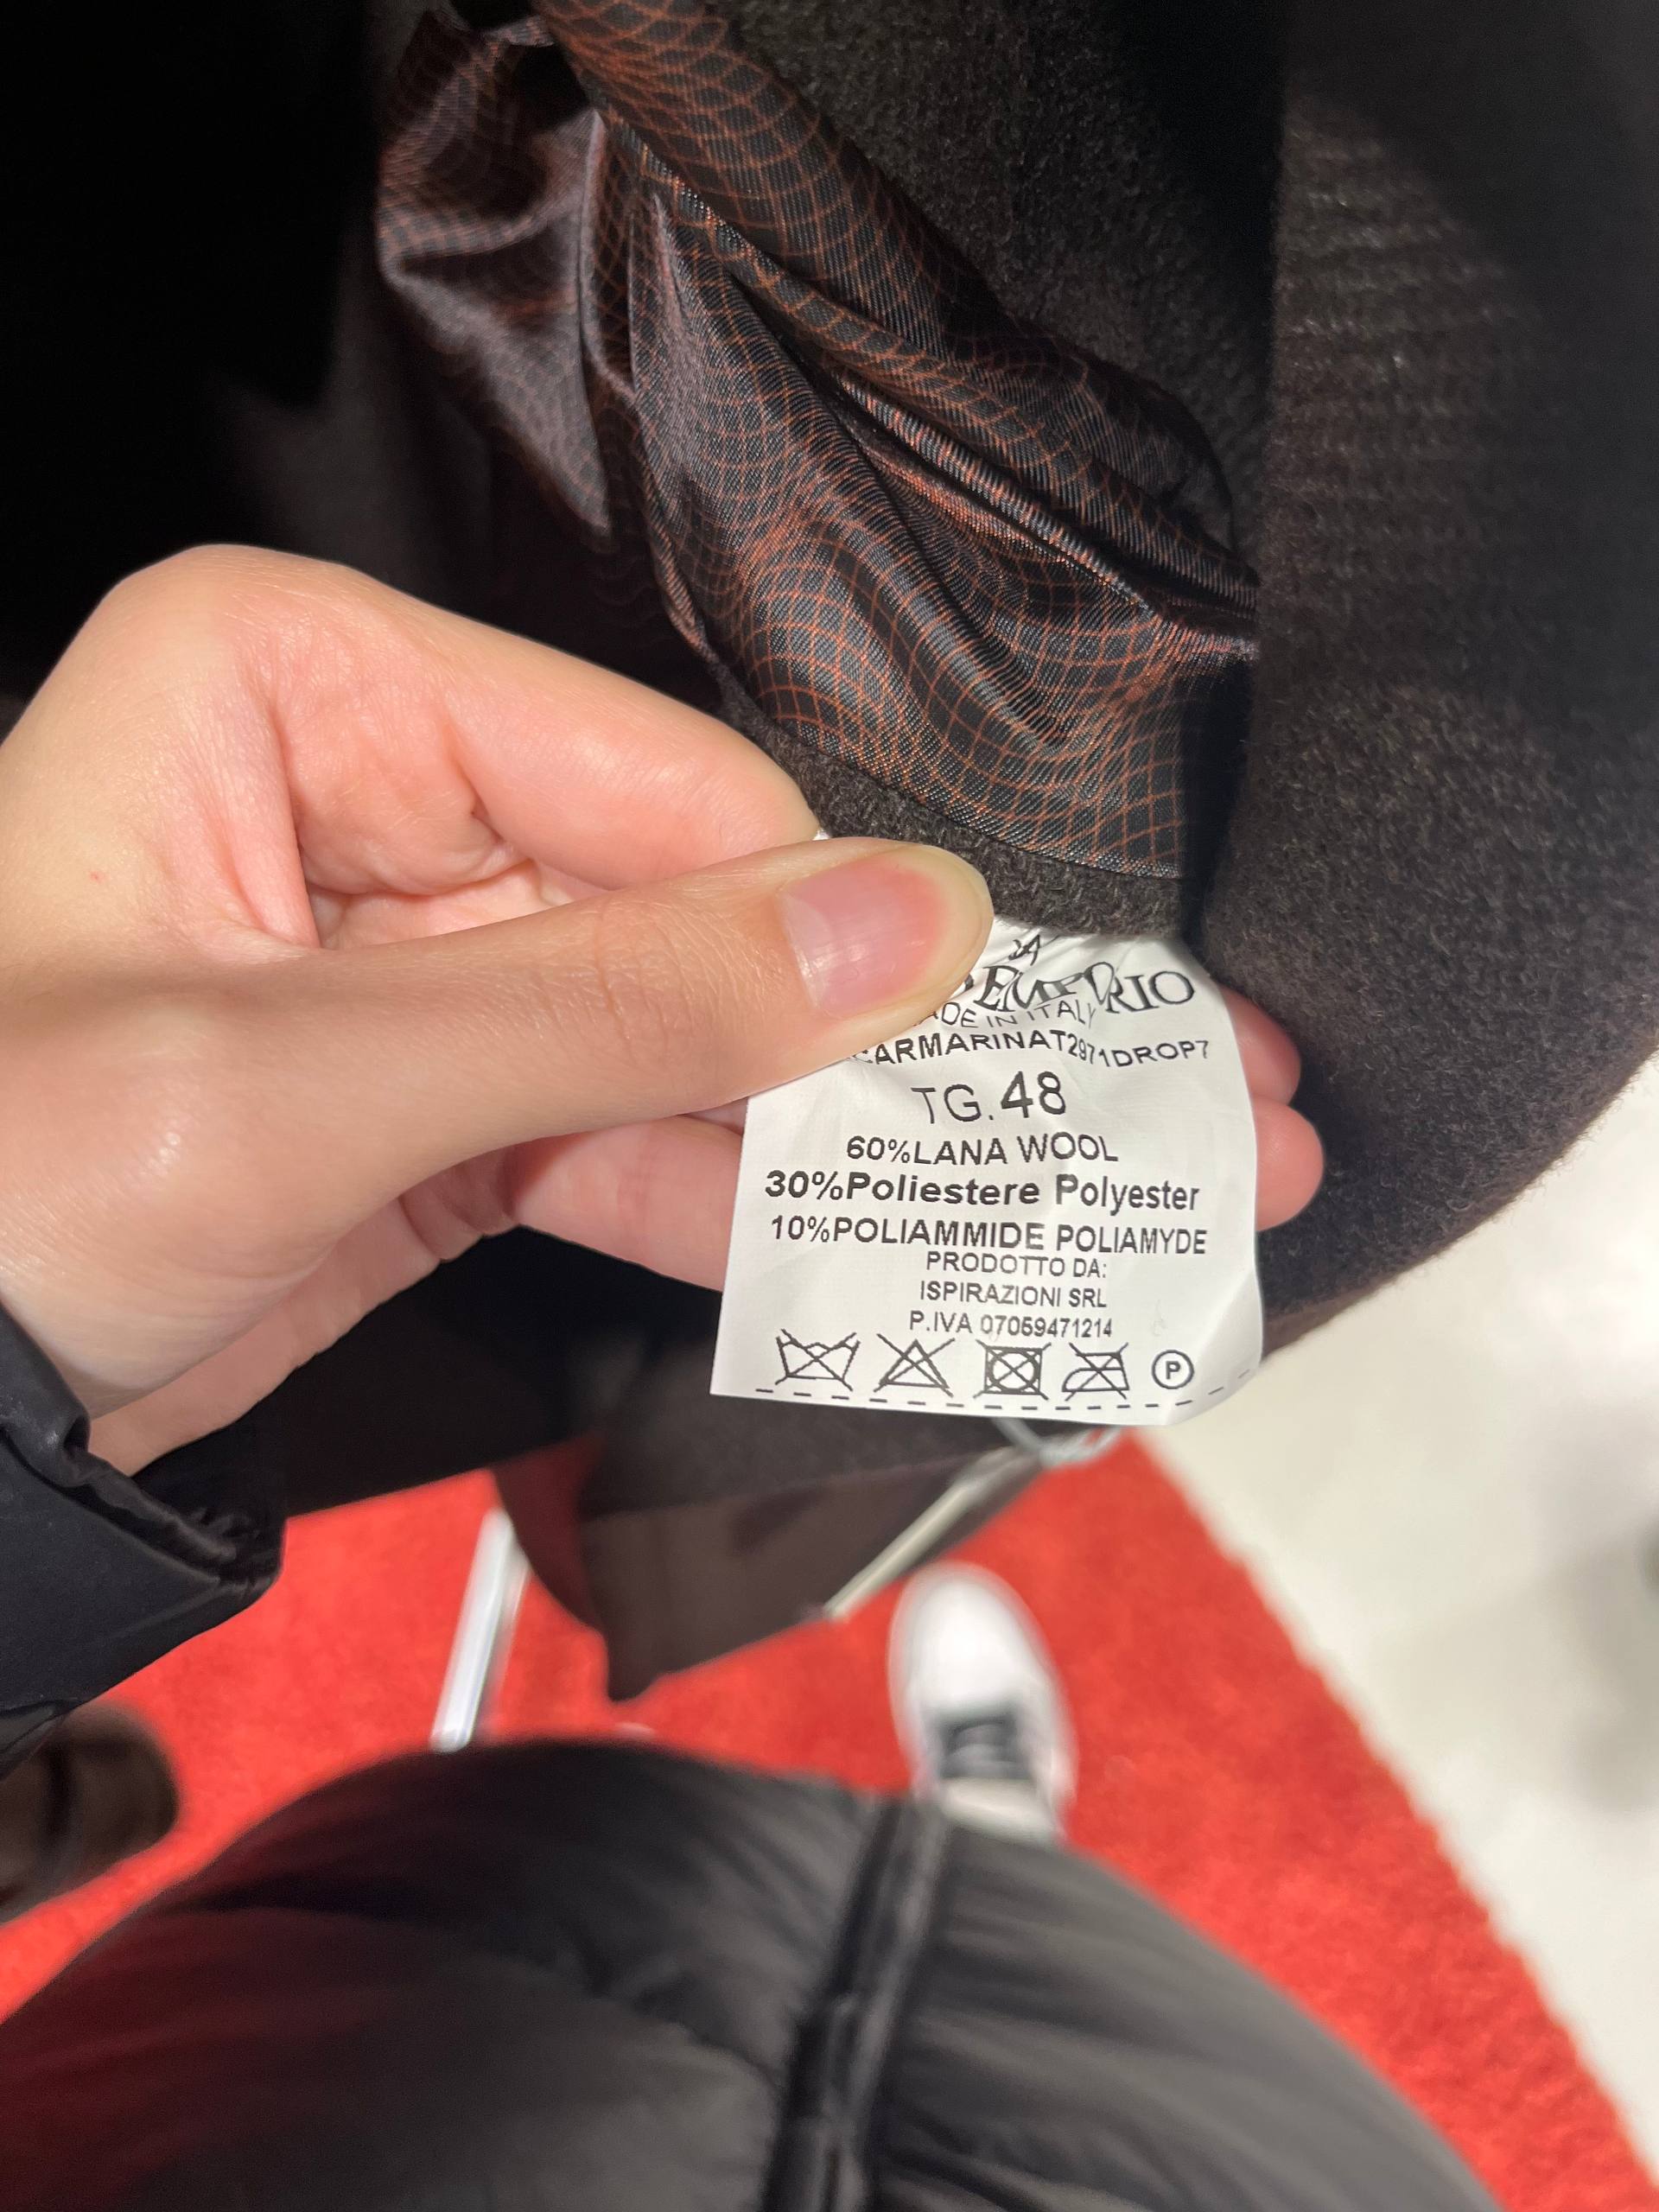 EMPORIO
MADE IN ITALY
CARMARINAT2971DROP7
TG.48
60%LANA WOOL
30%Poliestere Polyester
10%POLIAMMIDE POLIAMYDE
PRODOTTO DA:
ISPIRAZIONI SRL
P.IVA 07059471214
P